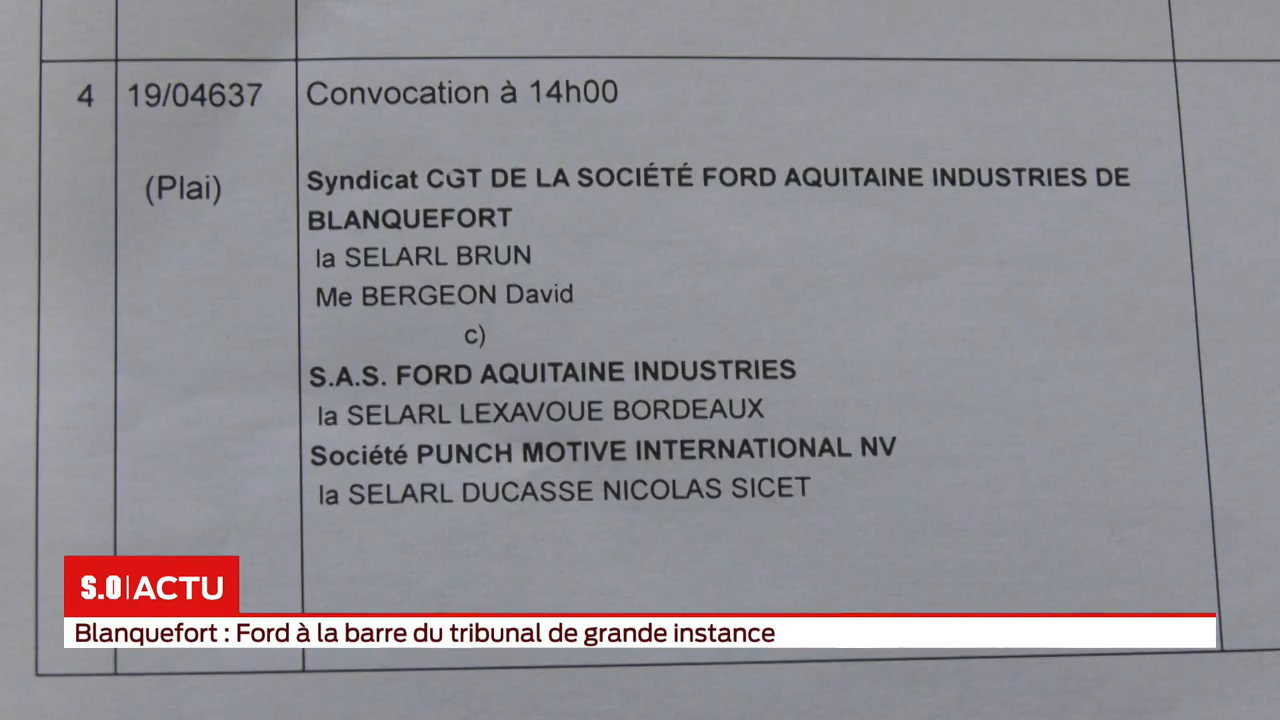 4 19/04637 Convocation à 14h00
(Plai) Syndicat CGT DE LA SOCIÉTÉ FORD AQUITAINE INDUSTRIES DE
BLANQUEFORT
la SELARL BRUN
Me BERGEON David
c)
S.A.S. FORD AQUITAINE INDUSTRIES
la SELARL LEXAVOUE BORDEAUX
Société PUNCH MOTIVE INTERNATIONAL NV
la SELARL DUCASSE NICOLAS SICET
S.O|ACTU
Blanquefort : Ford à la barre du tribunal de grande instance